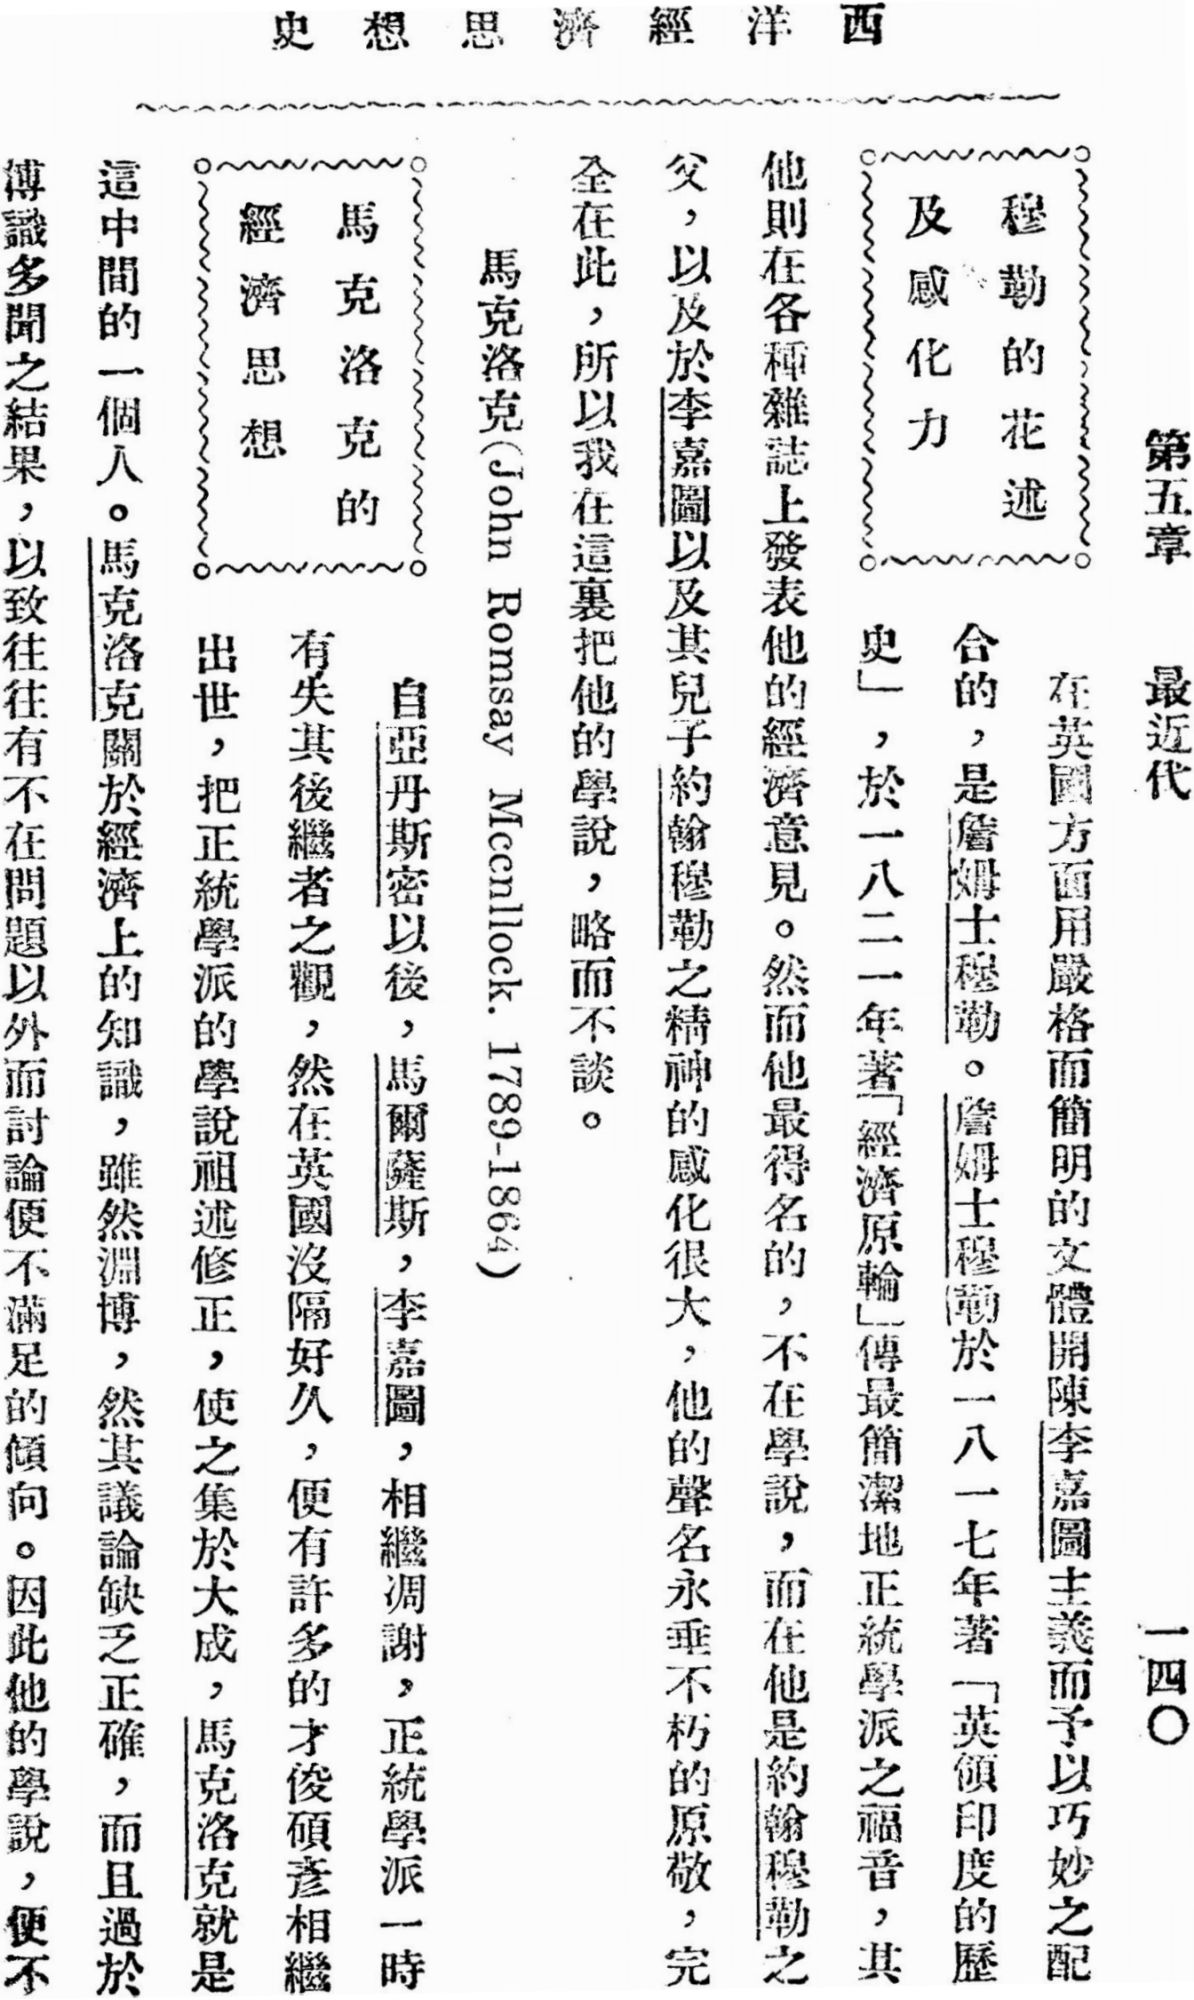 西洋經濟思想史
第五章　最近代　一四〇
穆勒的花述
及感化力
在英國方面用嚴格而簡明的文體開陳李嘉圖主義而予以巧妙之配
合的，是詹姆士穆勒。詹姆士穆勒於一八一七年著「英領印度的歷
史」，於一八二一年著「經濟原輪」傳最簡潔地正統學派之福音，其
他則在各種雜誌上發表他的經濟意見。然而他最得名的，不在學說，而在他是約翰穆勒之
父，以及於李嘉圖以及其兒子約翰穆勒之精神的感化很大，他的聲名永垂不朽的原敬，完
全在此，所以我在這裏把他的學說，略而不談。
馬克洛克(John Romsay Mccnllock. 1789-1864)
馬克洛克的
經濟思想
自亞丹斯密以後，馬爾薩斯，李嘉圖，相繼凋謝，正統學派一時
有失其後繼者之觀，然在英國沒隔好久，便有許多的才俊碩彥相繼
出世，把正統學派的學說祖述修正，使之集於大成，馬克洛克就是
這中間的一個人。馬克洛克關於經濟上的知識，雖然淵博，然其議論缺乏正確，而且過於
博識多聞之結果，以致往往有不在問題以外而討論便不滿足的傾向。因此他的學說，便不